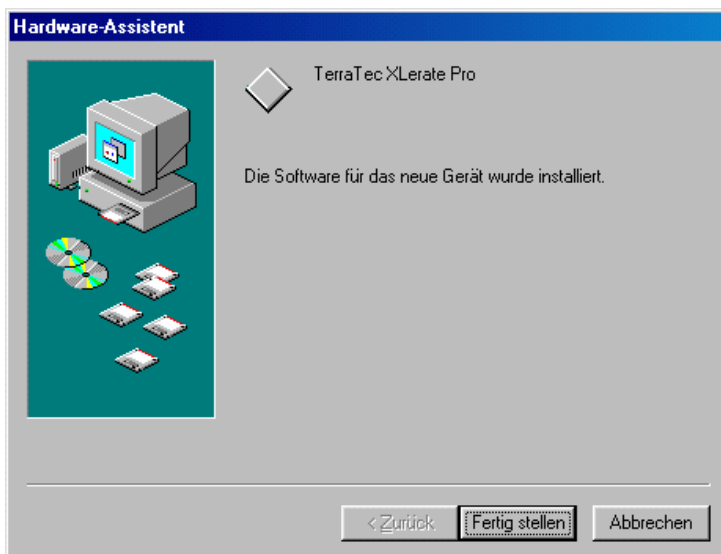 Hardware-Assistent
TerraTec XLerate Pro
Die Software für das neue Gerät wurde installiert.
< Zurück
Fertig stellen
Abbrechen